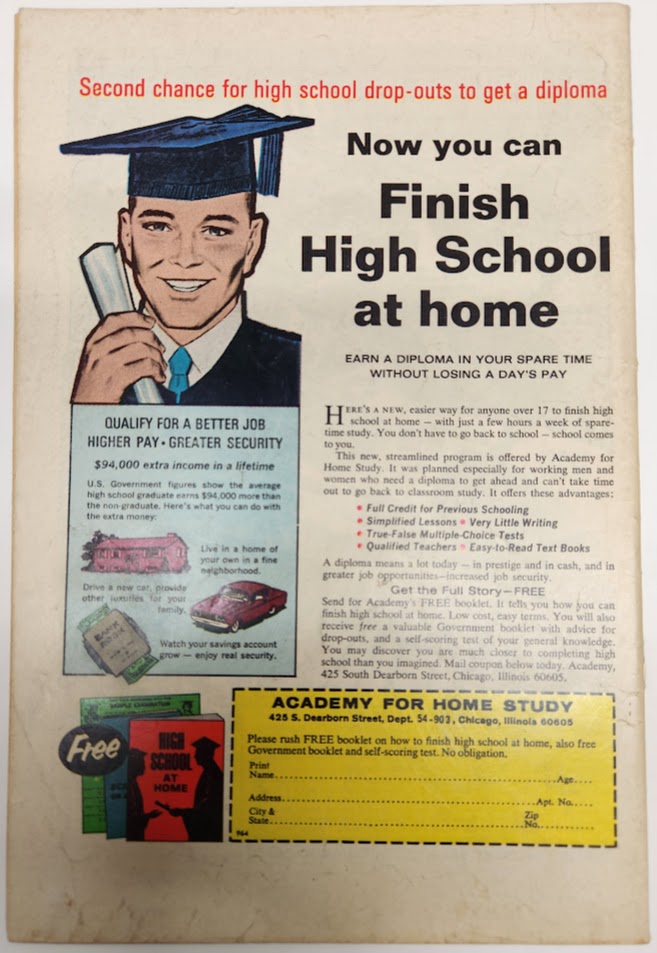 Second chance for high school drop-outs to get a diploma
Now you can
Finish
High School
at home
EARN A DIPLOMA IN YOUR SPARE TIME
WITHOUT LOSING A DAY'S PAY
HERE'S A NEW, easier way for anyone over 17 to finish high
school at home — with just a few hours a week of spare-
time study. You don't have to go back to school — school comes
to you.
This new, streamlined program is offered by Academy for
Home Study. It was planned especially for working men and
women who need a diploma to get ahead and can't take time
out to go back to classroom study. It offers these advantages:
• Full Credit for Previous Schooling
• Simplified Lessons • Very Little Writing
• True-False Multiple-Choice Tests
• Qualified Teachers • Easy-to-Read Text Books
A diploma means a lot today — in prestige and in cash, and in
greater job opportunities—increased job security.
Get the Full Story—FREE
Send for Academy's FREE booklet. It tells you how you can
finish high school at home. Low cost, easy terms. You will also
receive free a valuable Government booklet with advice for
drop-outs, and a self-scoring test of your general knowledge.
You may discover you are much closer to completing high
school than you imagined. Mail coupon below today. Academy,
425 South Dearborn Street, Chicago, Illinois 60605.
QUALIFY FOR A BETTER JOB
HIGHER PAY • GREATER SECURITY
$94,000 extra income in a lifetime
U.S. Government figures show the average
high school graduate earns $94,000 more than
the non-graduate. Here's what you can do with
the extra money:
Live in a home of
your own in a fine
neighborhood.
Drive a new car, provide
other luxuries for your
family.
BANK
BOOK
Watch your savings account
grow — enjoy real security.
Free
SAMPLE EXAMINATION
HIGH
SCHOOL
AT
HOME
ACADEMY FOR HOME STUDY
425 S. Dearborn Street, Dept. 54-903, Chicago, Illinois 60605
Please rush FREE booklet on how to finish high school at home, also free
Government booklet and self-scoring test. No obligation.
Print
Name Age
Address Apt. No.
City & Zip
State No.
964